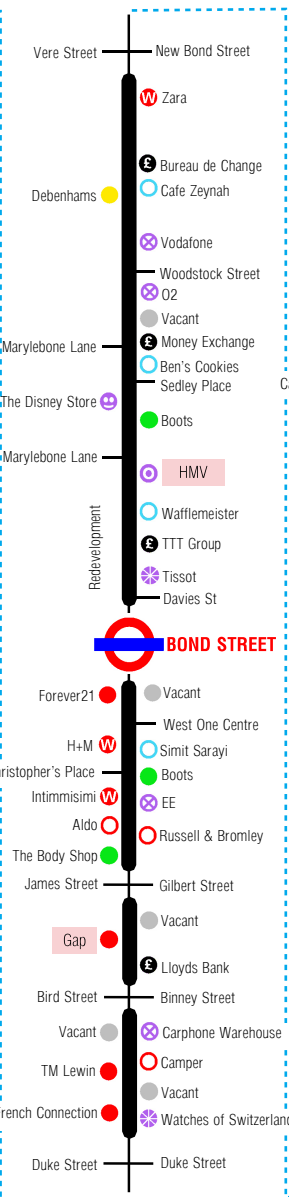 Vere Street
New Bond Street
W Zara
£ Bureau de Change
Cafe Zeynah
Debenhams
Vodafone
Woodstock Street
O2
Vacant
£ Money Exchange
Marylebone Lane
Ben's Cookies
Sedley Place
The Disney Store
Boots
Marylebone Lane
HMV
Wafflemeister
Redevelopment
£ TTT Group
Tissot
Davies St
BOND STREET
Forever21
Vacant
West One Centre
H+M W
Simit Sarayi
ristopher's Place
Boots
Intimmisimi W
EE
Aldo
Russell & Bromley
The Body Shop
James Street
Gilbert Street
Vacant
Gap
£ Lloyds Bank
Bird Street
Binney Street
Vacant
Carphone Warehouse
Camper
TM Lewin
Vacant
French Connection
Watches of Switzerland
Duke Street
Duke Street